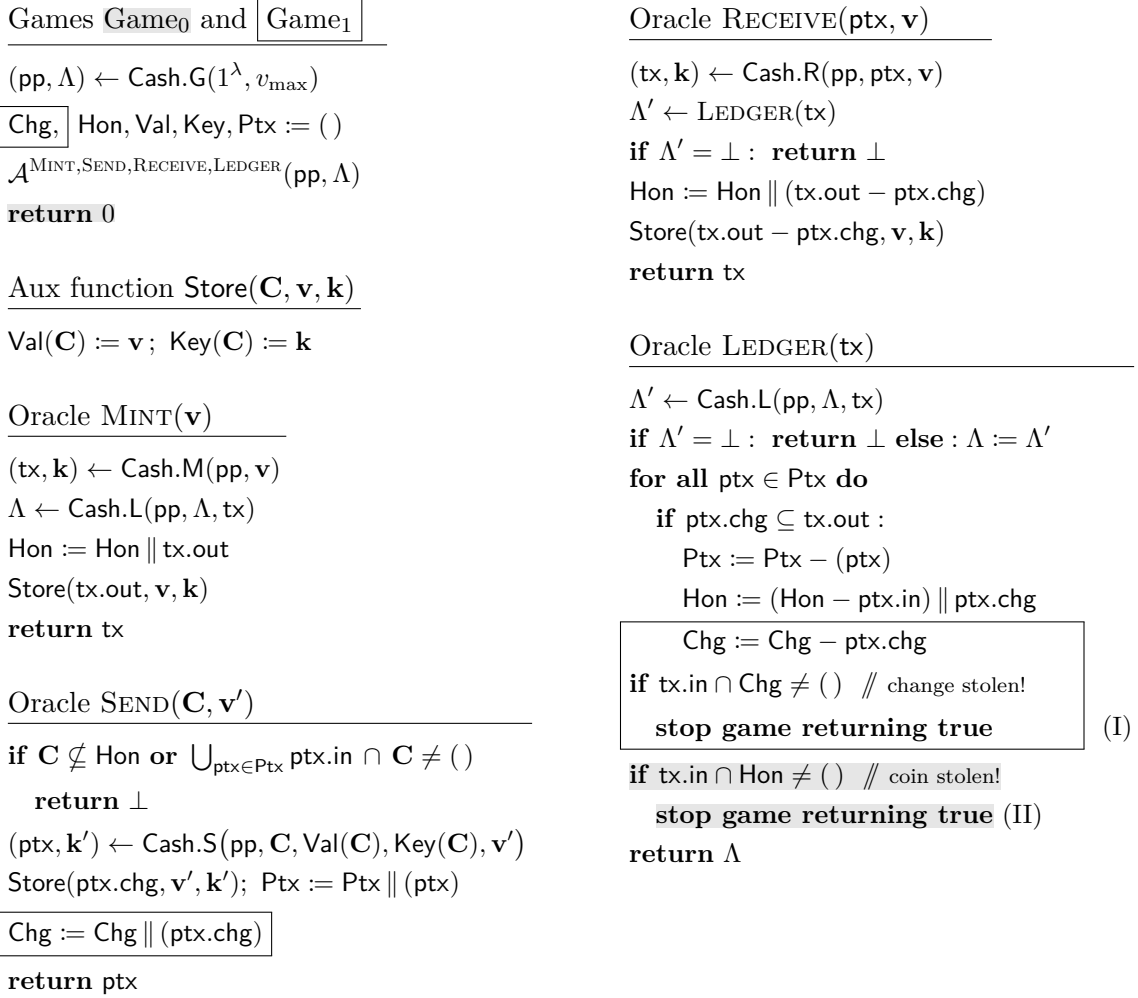 Games Game₀ and Game₁
(pp, Λ) ← Cash.G(1^λ, v_max)
Chg, Hon, Val, Key, Ptx := ( )
𝒜^{MINT,SEND,RECEIVE,LEDGER}(pp, Λ)
return 0
Aux function Store(C, v, k)
Val(C) := v ; Key(C) := k
Oracle MINT(v)
(tx, k) ← Cash.M(pp, v)
Λ ← Cash.L(pp, Λ, tx)
Hon := Hon ∥ tx.out
Store(tx.out, v, k)
return tx
Oracle SEND(C, v′)
if C ⊈ Hon or ⋃_{ptx∈Ptx} ptx.in ∩ C ≠ ( )
return ⊥
(ptx, k′) ← Cash.S(pp, C, Val(C), Key(C), v′)
Store(ptx.chg, v′, k′); Ptx := Ptx ∥ (ptx)
Chg := Chg ∥ (ptx.chg)
return ptx
Oracle RECEIVE(ptx, v)
(tx, k) ← Cash.R(pp, ptx, v)
Λ′ ← LEDGER(tx)
if Λ′ = ⊥ : return ⊥
Hon := Hon ∥ (tx.out − ptx.chg)
Store(tx.out − ptx.chg, v, k)
return tx
Oracle LEDGER(tx)
Λ′ ← Cash.L(pp, Λ, tx)
if Λ′ = ⊥ : return ⊥ else : Λ := Λ′
for all ptx ∈ Ptx do
if ptx.chg ⊆ tx.out :
Ptx := Ptx − (ptx)
Hon := (Hon − ptx.in) ∥ ptx.chg
Chg := Chg − ptx.chg
if tx.in ∩ Chg ≠ ( ) // change stolen!
stop game returning true (I)
if tx.in ∩ Hon ≠ ( ) // coin stolen!
stop game returning true (II)
return Λ